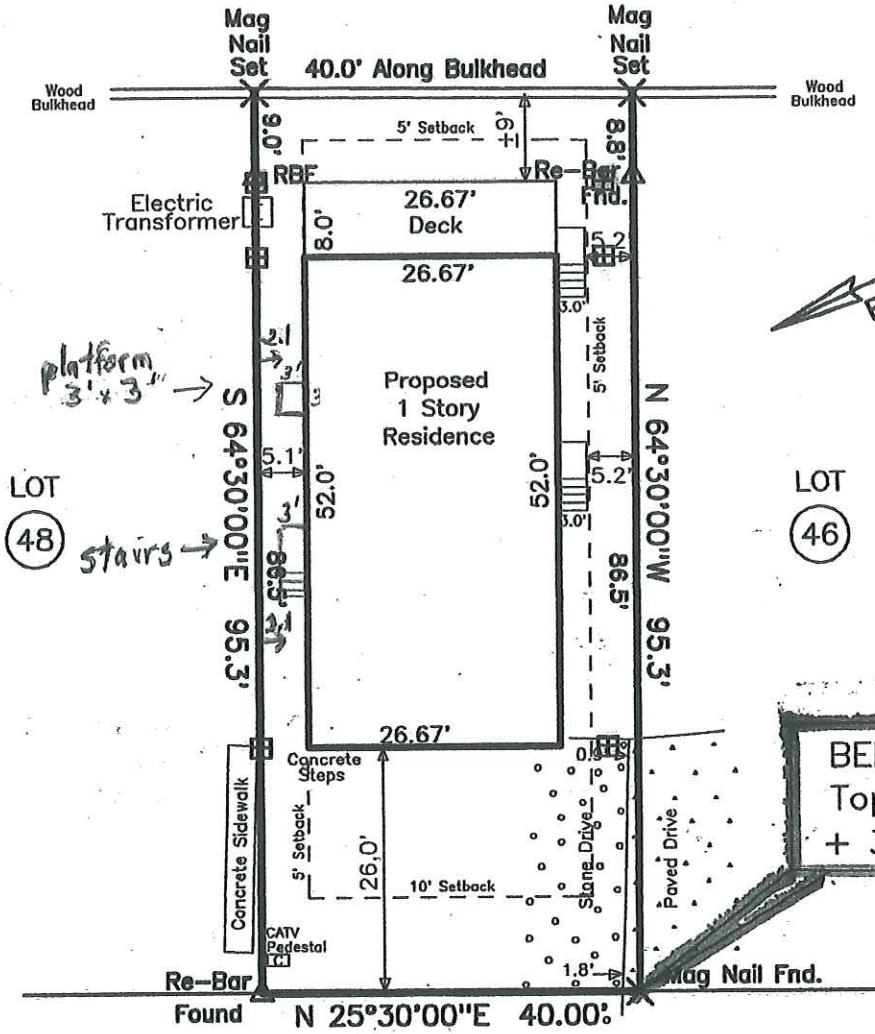 Mag
Nail
Set
Mag
Nail
Set
40.0' Along Bulkhead
Wood
Bulkhead
Wood
Bulkhead
9.0'
5' Setback
±9'
8.8'
RBF
Re-Bar
Fnd.
Electric
Transformer
26.67'
Deck
8.0'
5.2
26.67'
3.0'
2.1
platform
3' x 3'
3'
3
5' Setback
Proposed
1 Story
Residence
S 64°30'00"E 95.3'
N 64°30'00"W 95.3'
5.1'
52.0'
52.0'
5.2'
3.0'
LOT
48
LOT
46
3'
stairs
86.5'
86.5'
2.1
26.67'
Concrete
Steps
0.9'
Concrete Sidewalk
5' Setback
26.0'
10' Setback
Stone Drive
Paved Drive
CATV
Pedestal
C
1.8'
Re-Bar
Found
Mag Nail Fnd.
N 25°30'00"E 40.00'